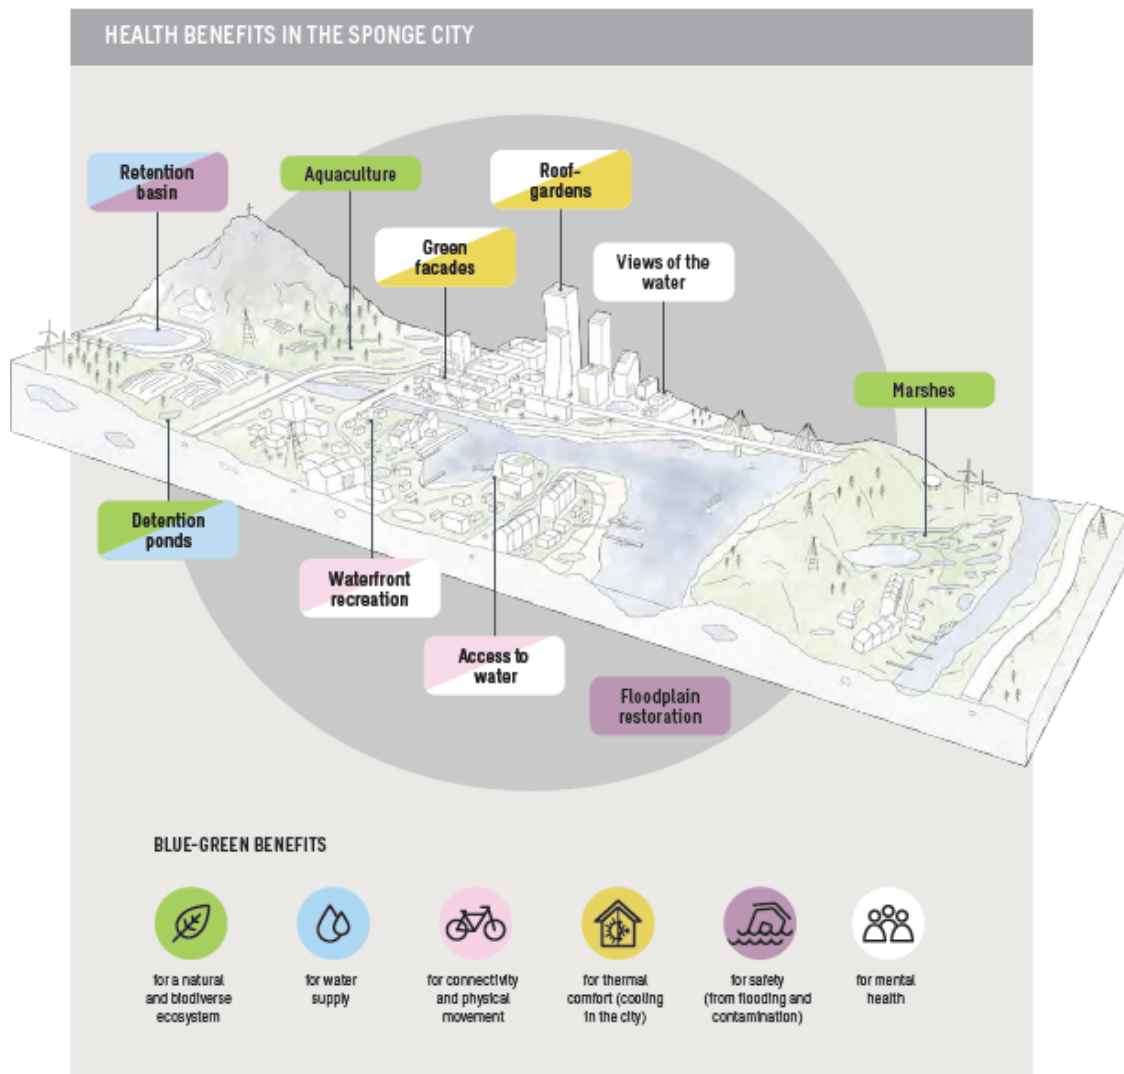 HEALTH BENEFITS IN THE SPONGE CITY
Retention
basin
Aquaculture
Roof-
gardens
Green
facades
Views of the
water
Marshes
Detention
ponds
Waterfront
recreation
Access to
water
Floodplain
restoration
BLUE-GREEN BENEFITS
for a natural
and biodiverse
ecosystem
for water
supply
for connectivity
and physical
movement
for thermal
comfort (cooling
in the city)
for safety
(from flooding and
contamination)
for mental
health